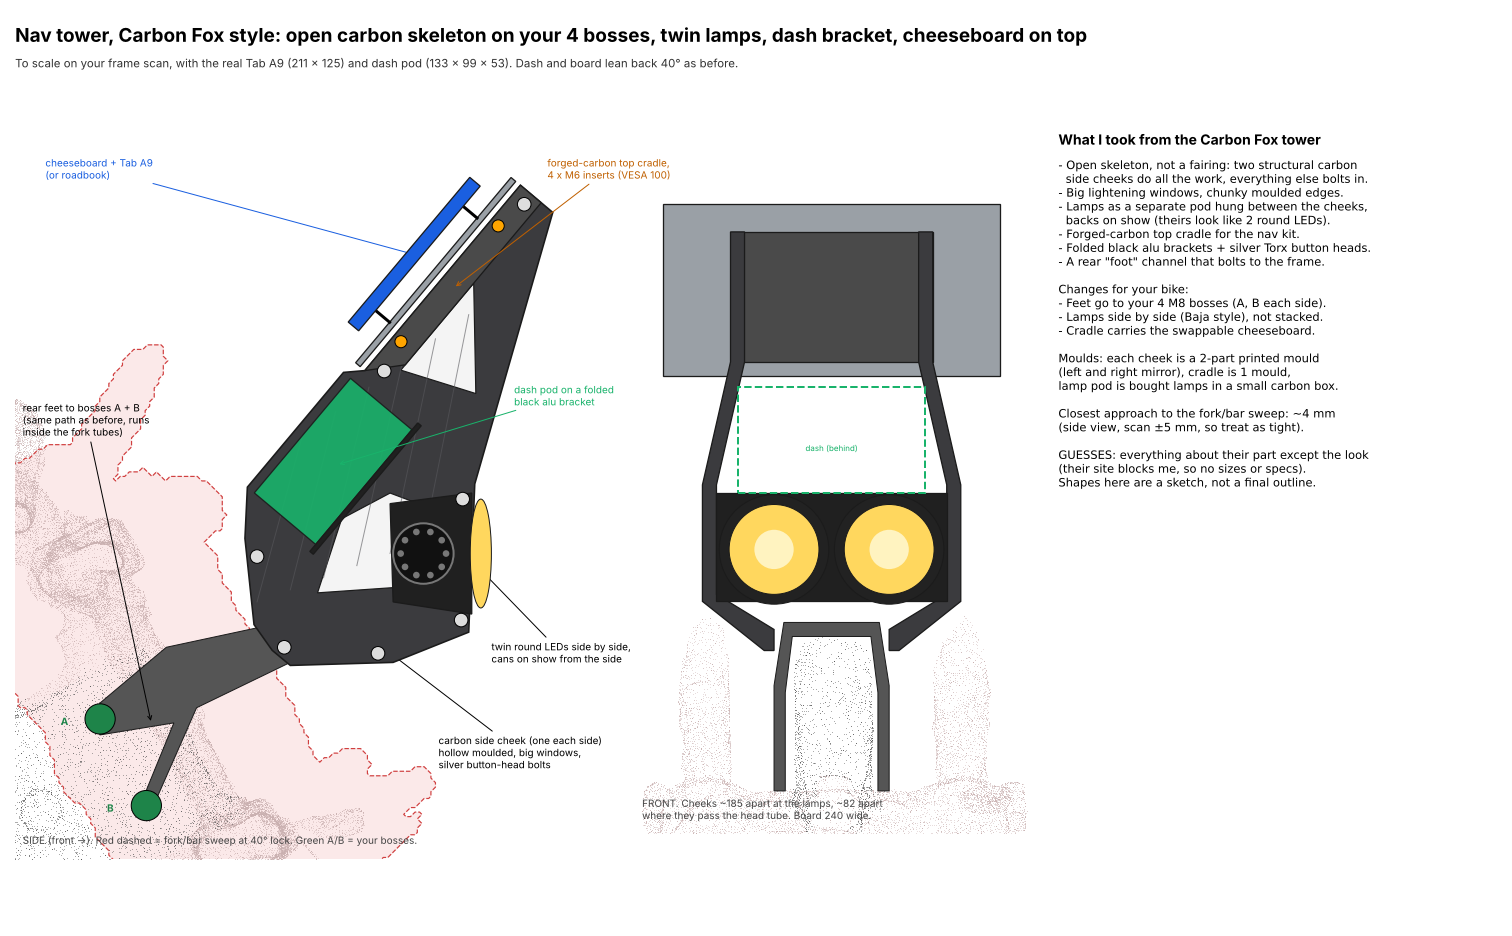 Nav tower, Carbon Fox style: open carbon skeleton on your 4 bosses, twin lamps, dash bracket, cheeseboard on top
To scale on your frame scan, with the real Tab A9 (211 × 125) and dash pod (133 × 99 × 53). Dash and board lean back 40° as before.
cheeseboard + Tab A9
(or roadbook)
forged-carbon top cradle,
4 x M6 inserts (VESA 100)
rear feet to bosses A + B
(same path as before, runs
inside the fork tubes)
dash pod on a folded
black alu bracket
twin round LEDs side by side,
cans on show from the side
carbon side cheek (one each side)
hollow moulded, big windows,
silver button-head bolts
A
B
SIDE (front →). Red dashed = fork/bar sweep at 40° lock. Green A/B = your bosses.
dash (behind)
FRONT. Cheeks ~185 apart at the lamps, ~82 apart
where they pass the head tube. Board 240 wide.
What I took from the Carbon Fox tower
- Open skeleton, not a fairing: two structural carbon
side cheeks do all the work, everything else bolts in.
- Big lightening windows, chunky moulded edges.
- Lamps as a separate pod hung between the cheeks,
backs on show (theirs look like 2 round LEDs).
- Forged-carbon top cradle for the nav kit.
- Folded black alu brackets + silver Torx button heads.
- A rear "foot" channel that bolts to the frame.
Changes for your bike:
- Feet go to your 4 M8 bosses (A, B each side).
- Lamps side by side (Baja style), not stacked.
- Cradle carries the swappable cheeseboard.
Moulds: each cheek is a 2-part printed mould
(left and right mirror), cradle is 1 mould,
lamp pod is bought lamps in a small carbon box.
Closest approach to the fork/bar sweep: ~4 mm
(side view, scan ±5 mm, so treat as tight).
GUESSES: everything about their part except the look
(their site blocks me, so no sizes or specs).
Shapes here are a sketch, not a final outline.